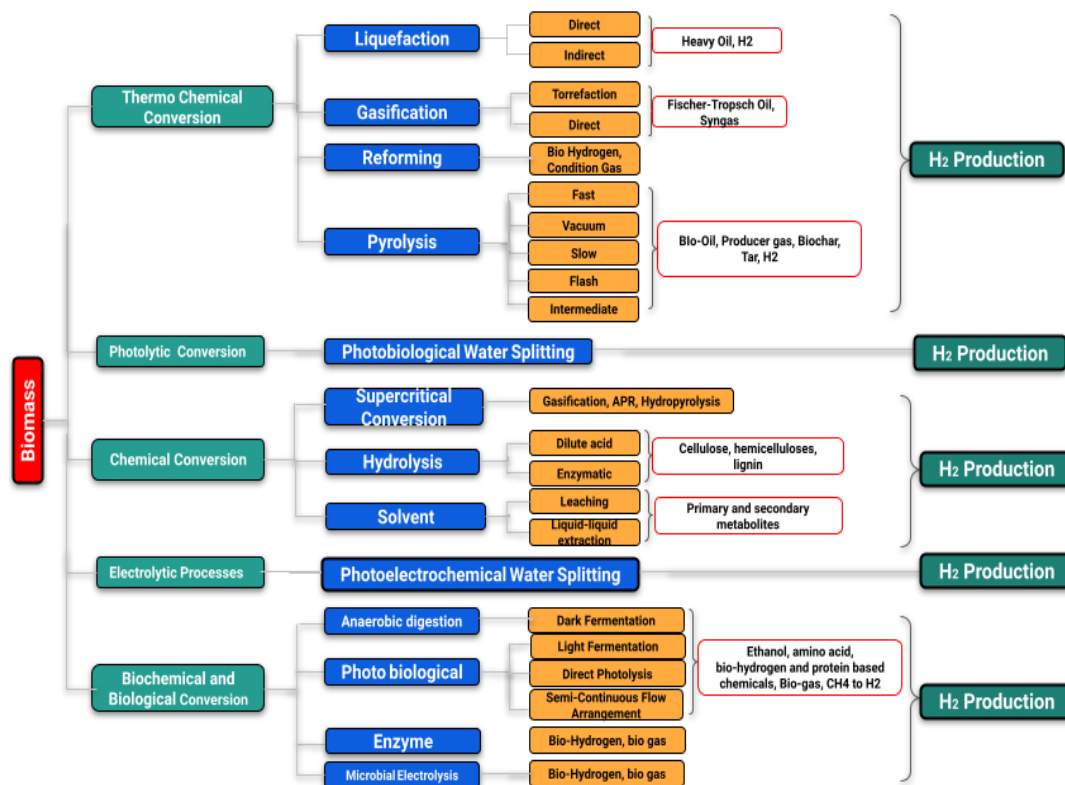 Biomass
Thermo Chemical
Conversion
Liquefaction
Direct
Indirect
Heavy Oil, H2
Gasification
Torrefaction
Direct
Fischer-Tropsch Oil,
Syngas
Reforming
Bio Hydrogen,
Condition Gas
Pyrolysis
Fast
Vacuum
Slow
Flash
Intermediate
BIo-Oil, Producer gas, Biochar,
Tar, H2
H2 Production
Photolytic Conversion
Photobiological Water Splitting
H2 Production
Chemical Conversion
Supercritical
Conversion
Gasification, APR, Hydropyrolysis
Hydrolysis
Dilute acid
Enzymatic
Cellulose, hemicelluloses,
lignin
Solvent
Leaching
Liquid-liquid
extraction
Primary and secondary
metabolites
H2 Production
Electrolytic Processes
Photoelectrochemical Water Splitting
H2 Production
Biochemical and
Biological Conversion
Anaerobic digestion
Dark Fermentation
Photo biological
Light Fermentation
Direct Photolysis
Semi-Continuous Flow
Arrangement
Ethanol, amino acid,
bio-hydrogen and protein based
chemicals, Bio-gas, CH4 to H2
Enzyme
Bio-Hydrogen, bio gas
Microbial Electrolysis
Bio-Hydrogen, bio gas
H2 Production